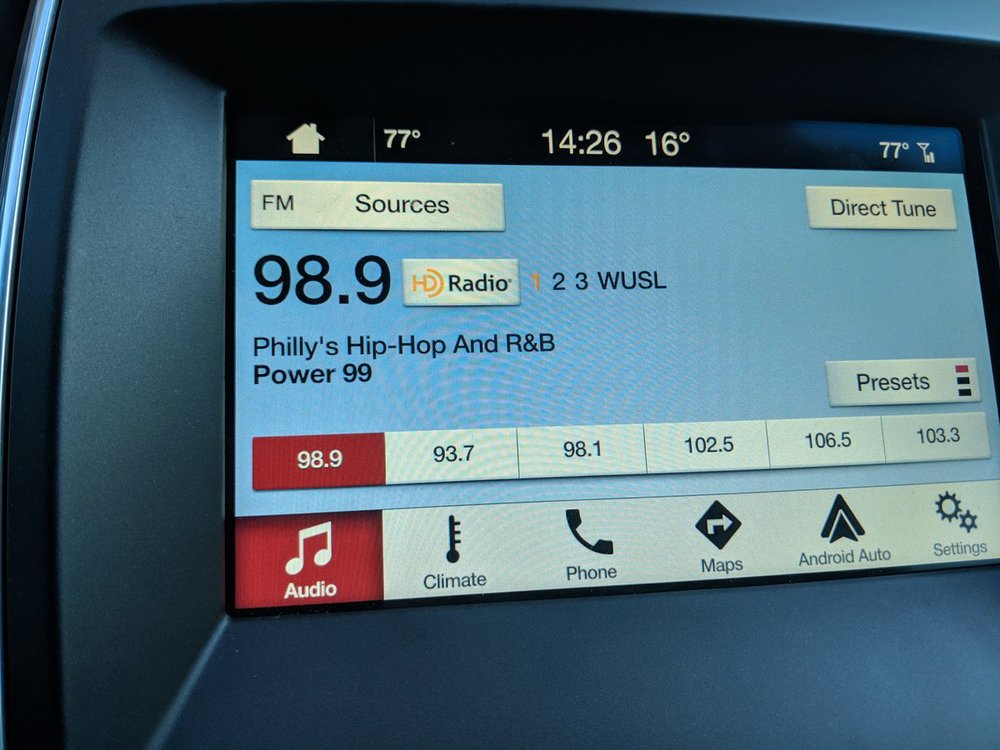 77° 14:26 16° 77°
FM Sources Direct Tune
98.9 HD Radio® 1 2 3 WUSL
Philly's Hip-Hop And R&B
Power 99
Presets
98.9 93.7 98.1 102.5 106.5 103.3
Audio Climate Phone Maps Android Auto Settings